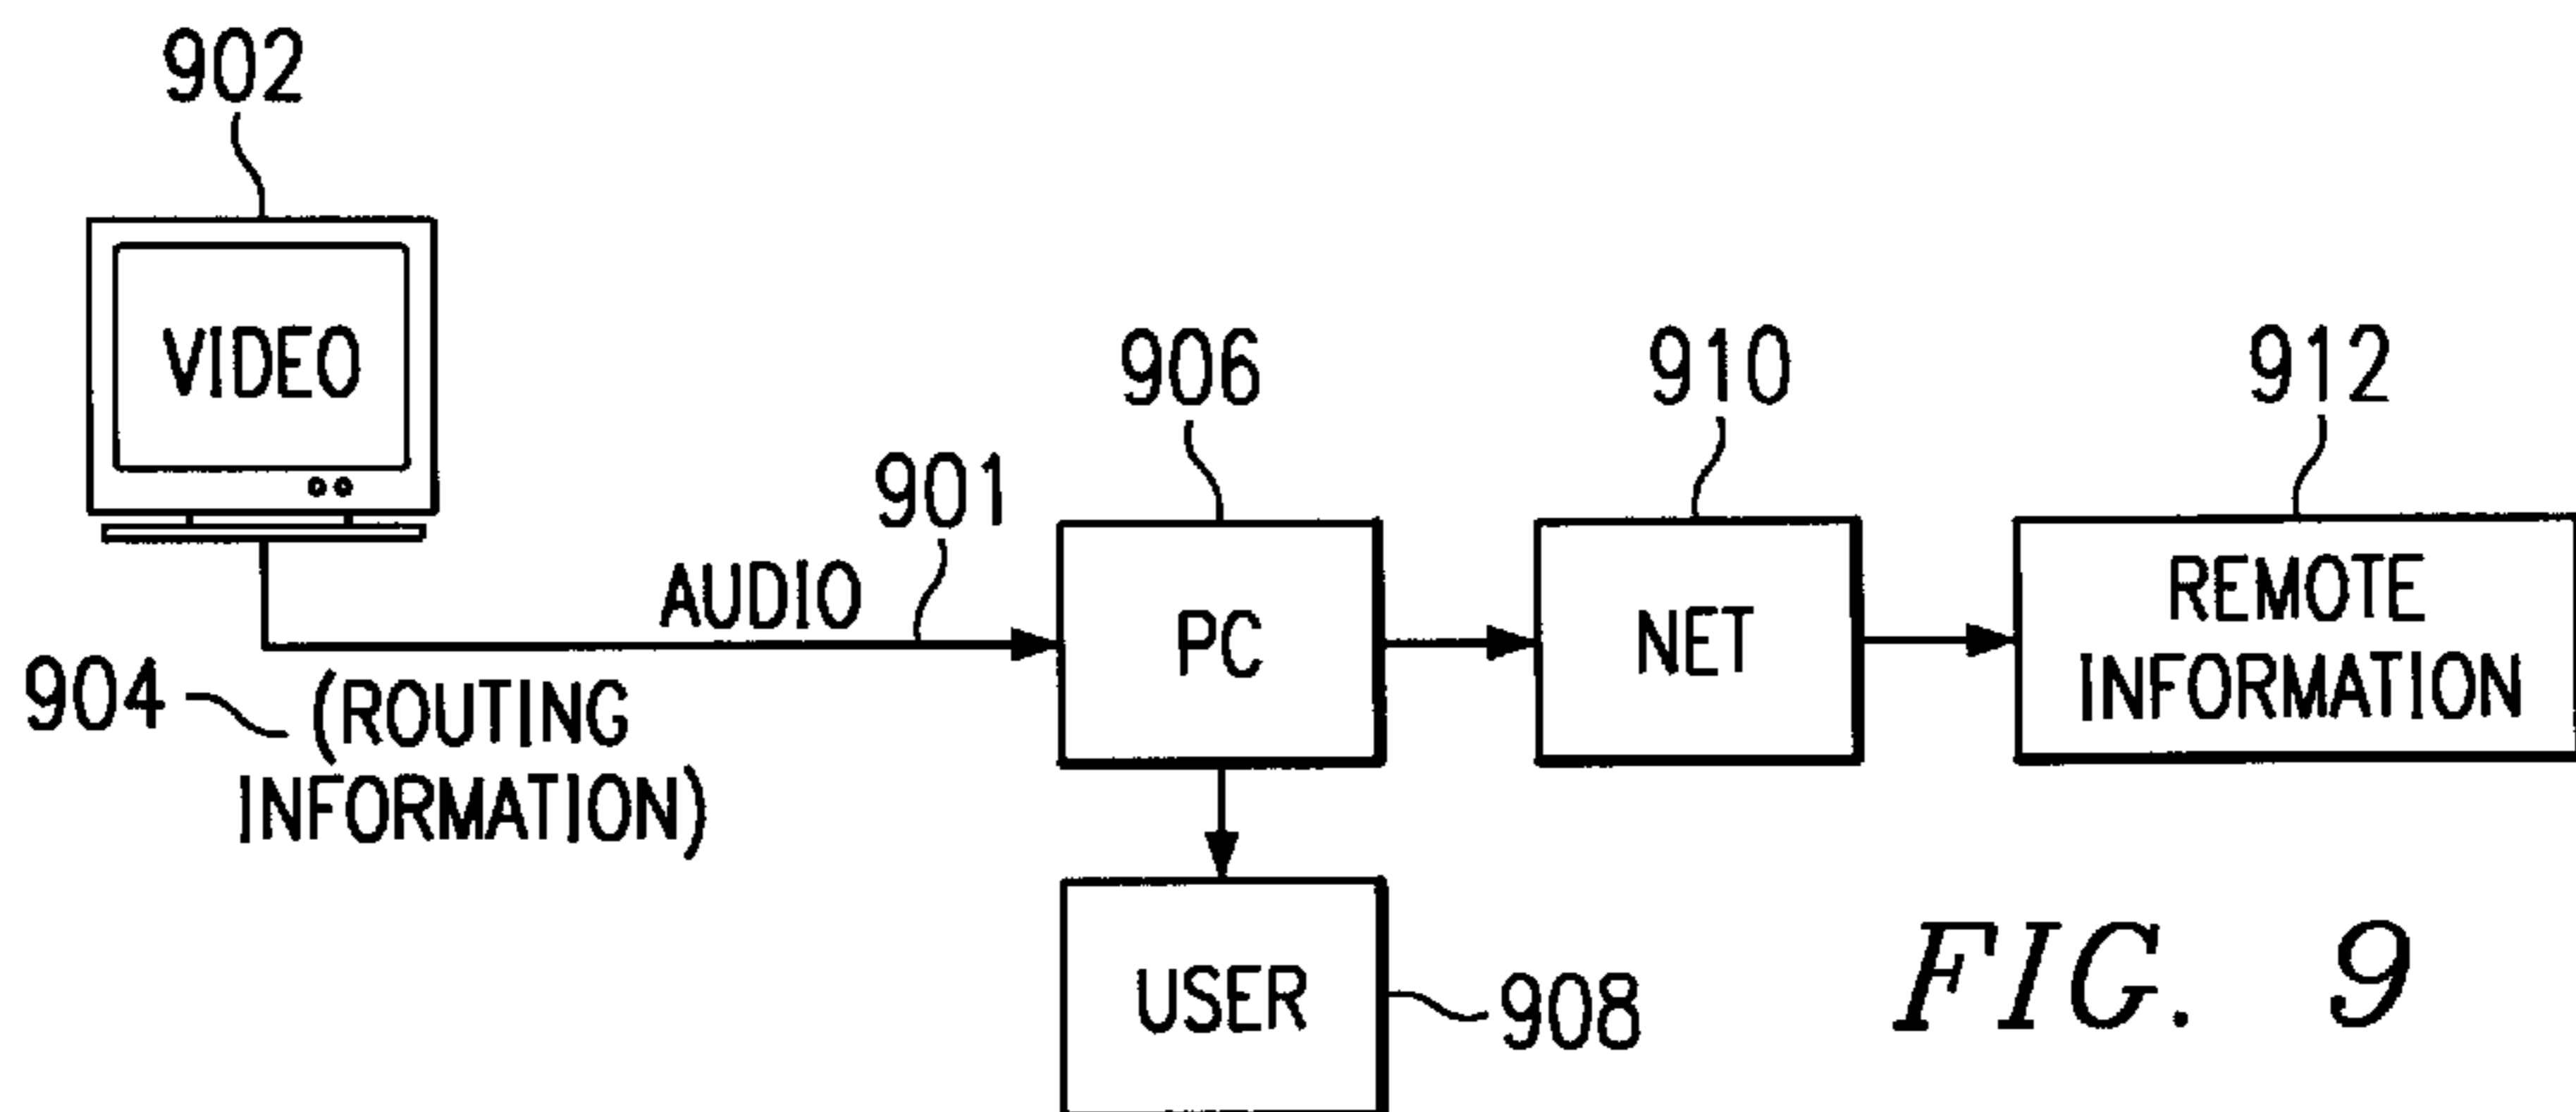 902
VIDEO
906
910
912
901
AUDIO
PC
NET
REMOTE
INFORMATION
904
(ROUTING
INFORMATION)
USER
908
FIG. 9